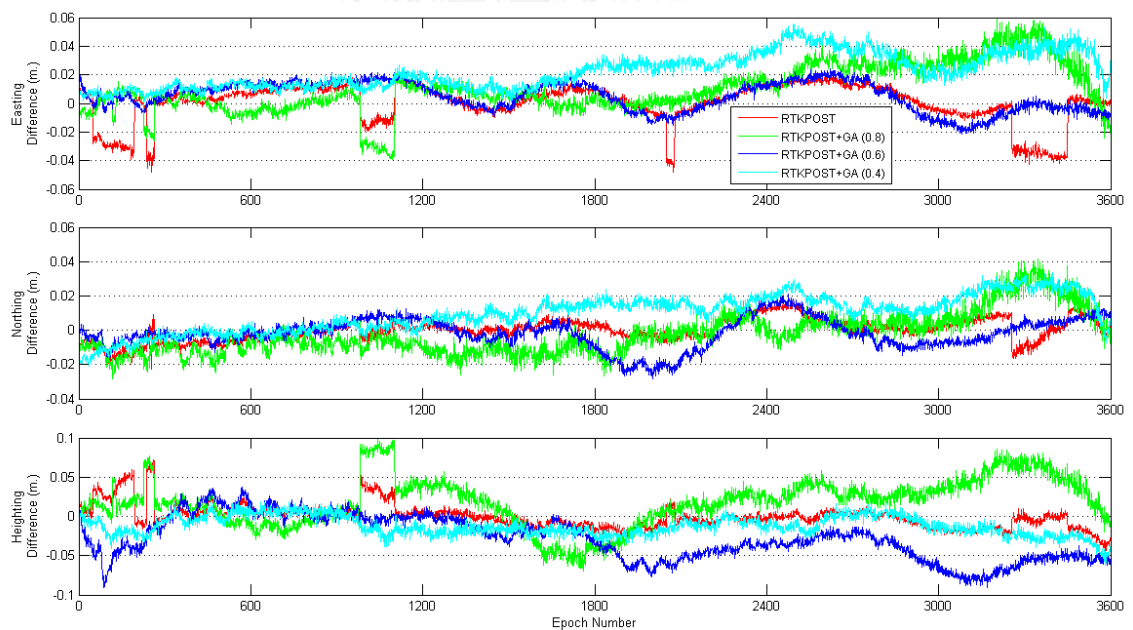 0.06
0.04
0.02
0
-0.02
-0.04
-0.06
Easting
Difference (m.)
0 600 1200 1800 2400 3000 3600
RTKPOST
RTKPOST+GA (0.8)
RTKPOST+GA (0.6)
RTKPOST+GA (0.4)
0.06
0.04
0.02
0
-0.02
-0.04
Northing
Difference (m.)
0 600 1200 1800 2400 3000 3600
0.1
0.05
0
-0.05
-0.1
Heighting
Difference (m.)
0 600 1200 1800 2400 3000 3600
Epoch Number